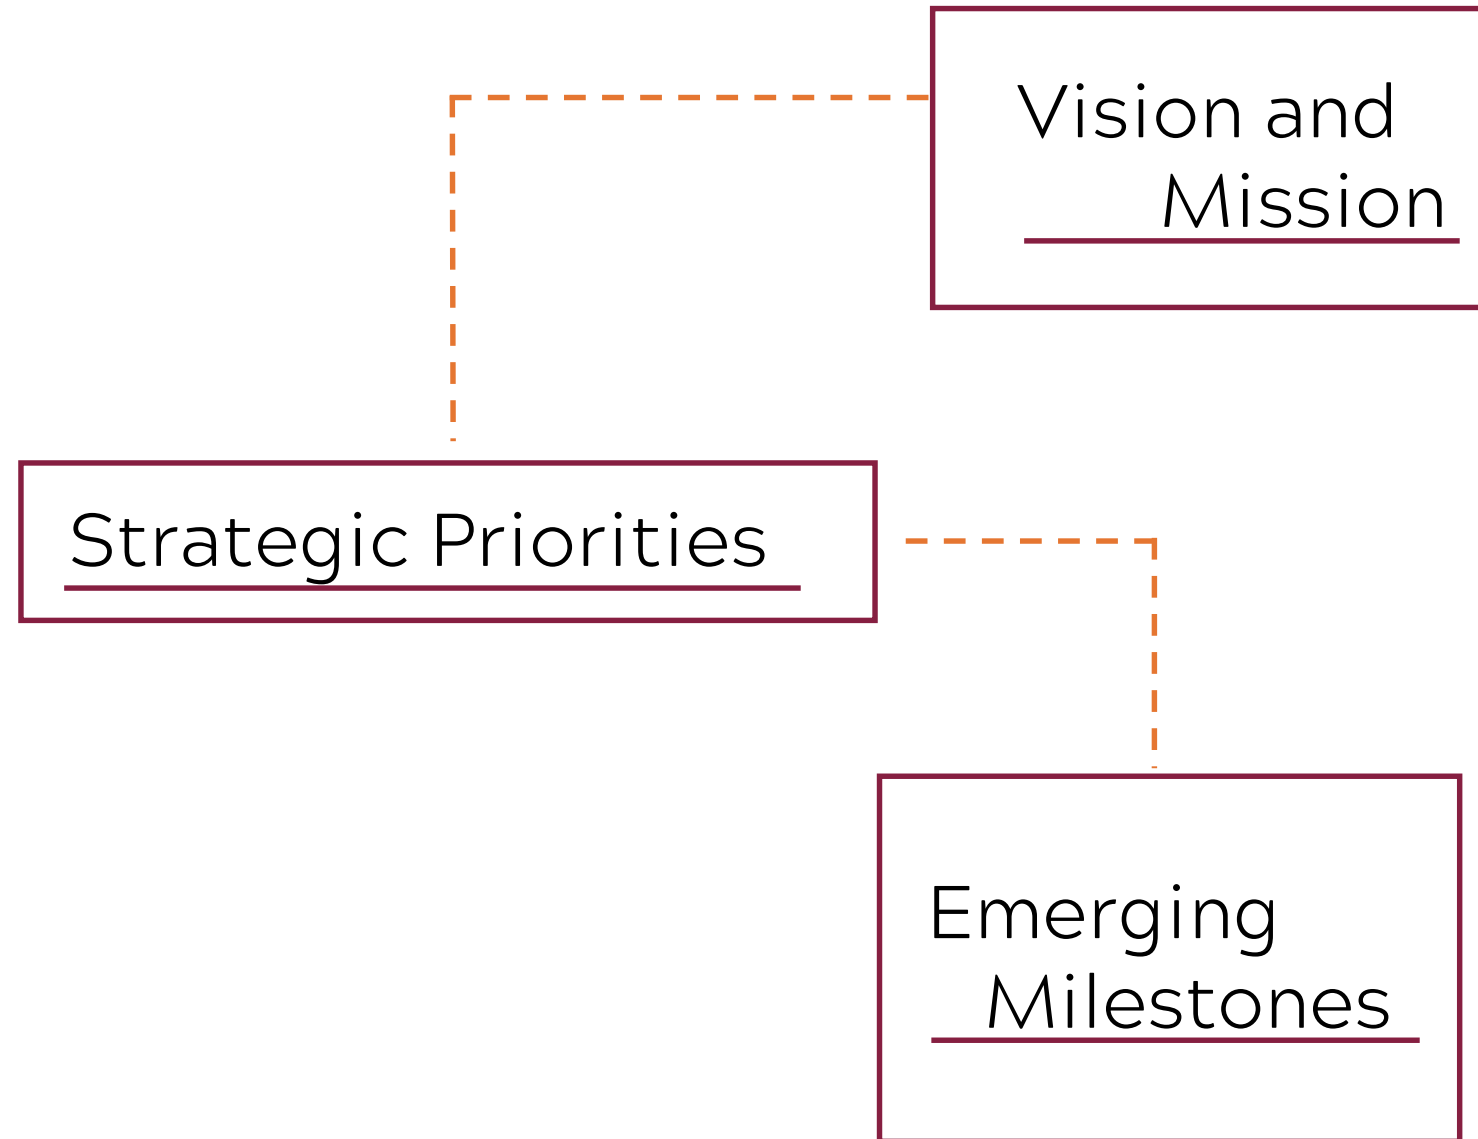 Vision and
Mission
Strategic Priorities
Emerging
Milestones